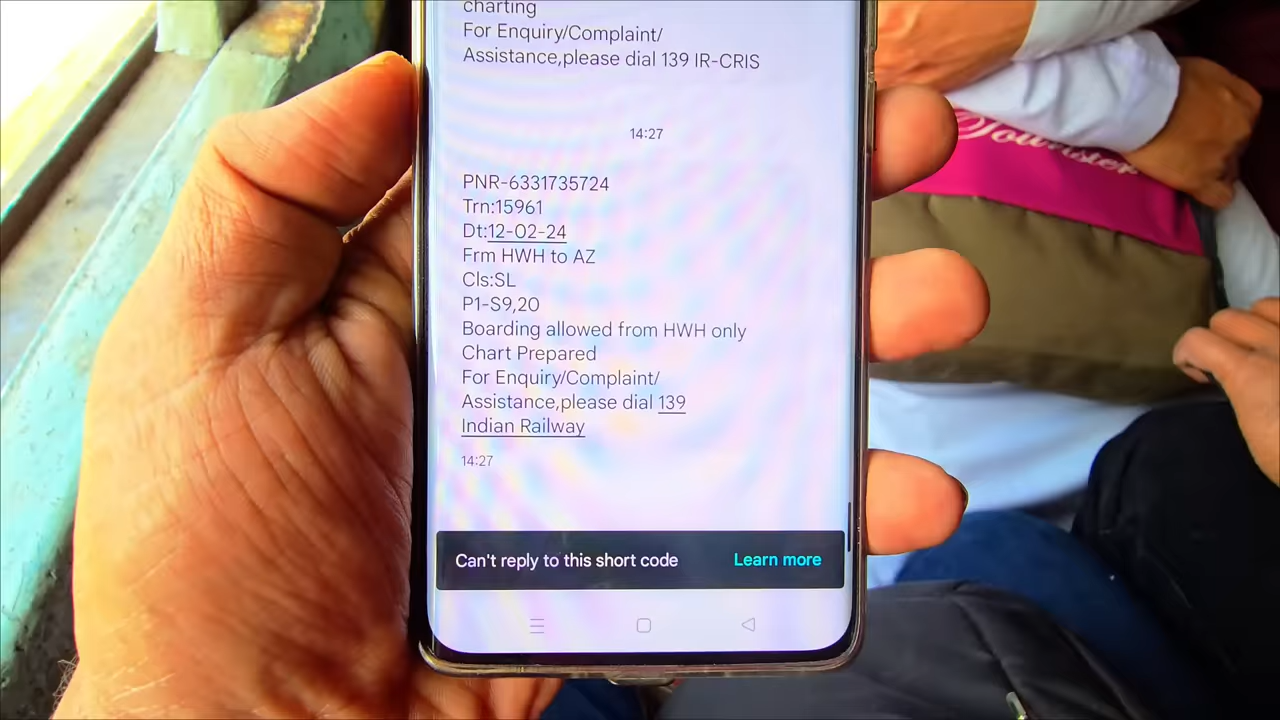 charting
For Enquiry/Complaint/
Assistance,please dial 139 IR-CRIS
14:27
PNR-6331735724
Trn:15961
Dt:12-02-24
Frm HWH to AZ
Cls:SL
P1-S9,20
Boarding allowed from HWH only
Chart Prepared
For Enquiry/Complaint/
Assistance,please dial 139
Indian Railway
14:27
Can't reply to this short code Learn more
Tourister